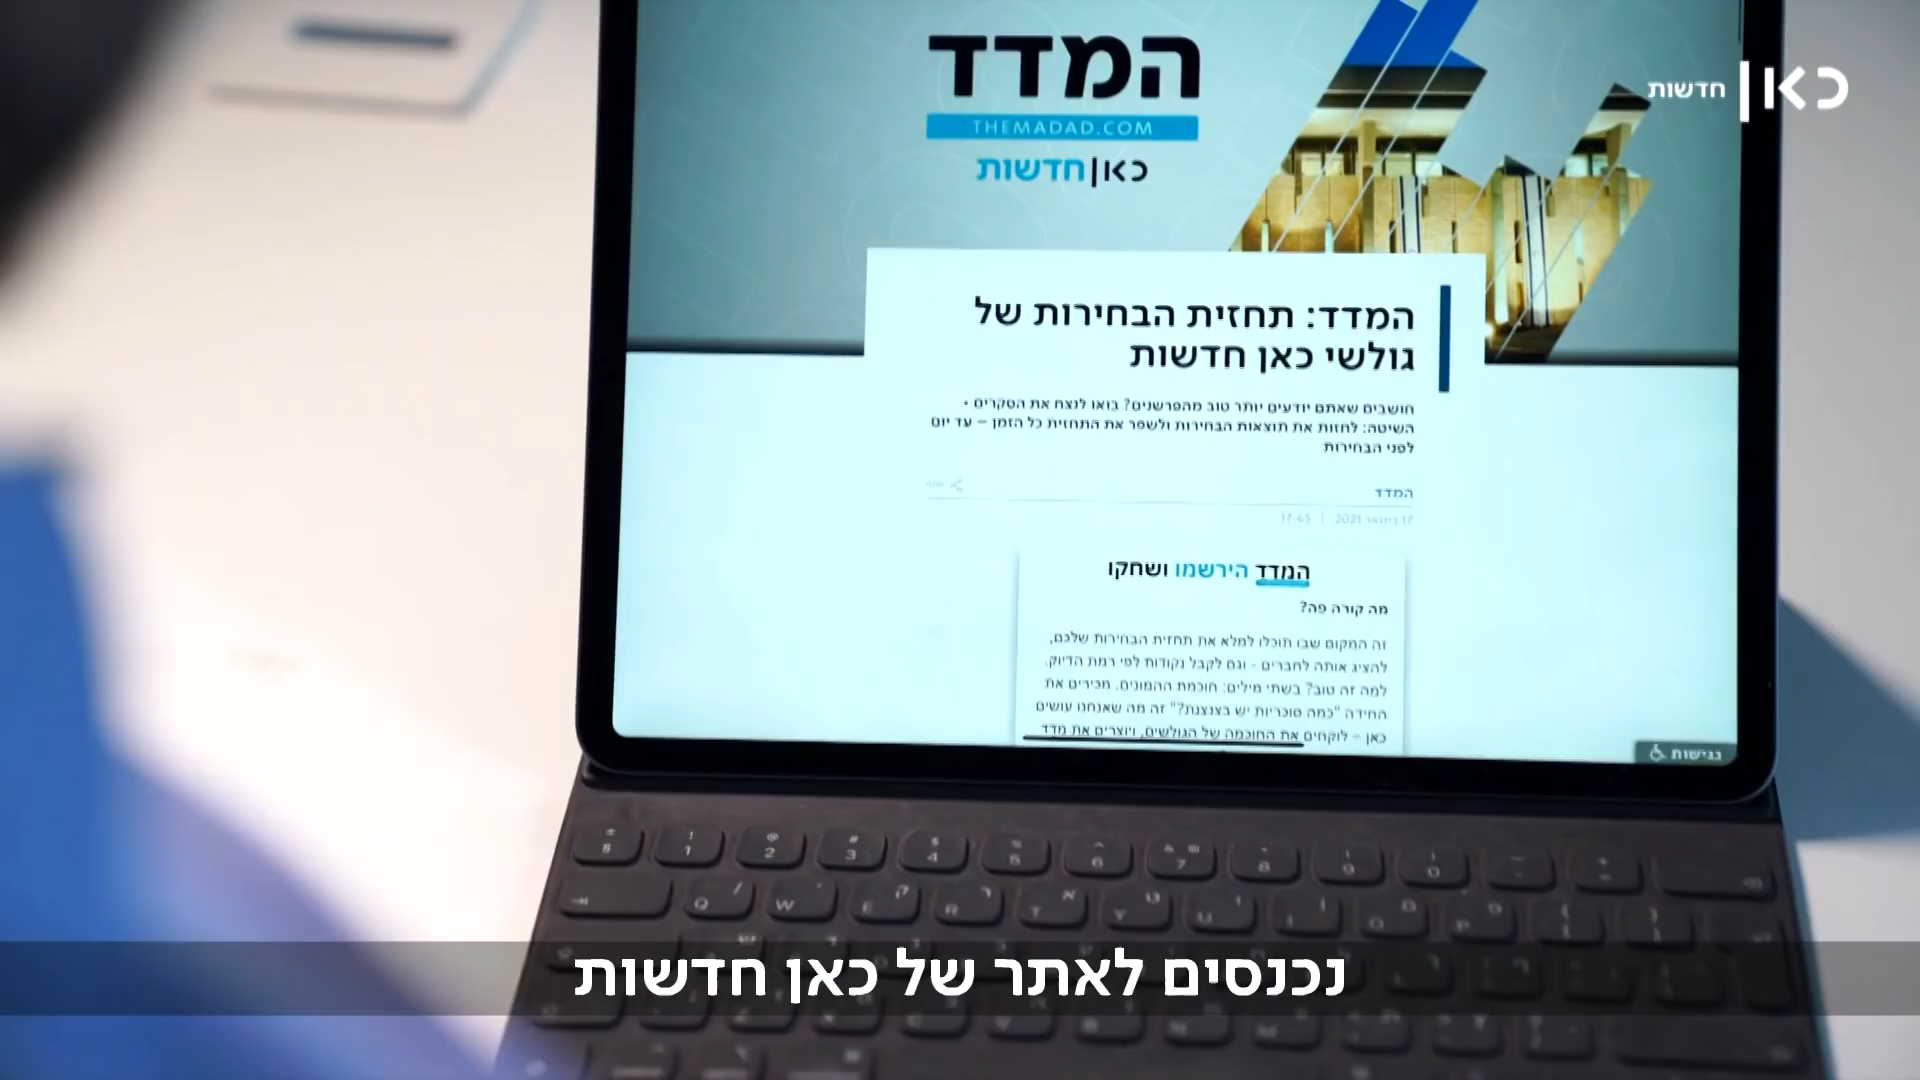 המדד
THEMADAD.COM
כאן|חדשות
כאן| חדשות
המדד: תחזית הבחירות של
גולשי כאן חדשות
חושבים שאתם יודעים יותר טוב מהפרשנים? בואו לנצח את הסקרים •
השיטה: לחזות את תוצאות הבחירות ולשפר את התחזית כל הזמן – עד יום
לפני הבחירות
המדד
17 בינואר 2021 | 17:43
המדד הירשמו ושחקו
מה קורה פה?
זה המקום שבו תוכלו למלא את תחזית הבחירות שלכם,
להציג אותה לחברים - וגם לקבל נקודות לפי רמת הדיוק.
למה זה טוב? בשתי מילים: חוכמת ההמונים. מכירים את
החידה "כמה סוכריות יש בצנצנת?" זה מה שאנחנו עושים
כאן – לוקחים את החוכמה של הגולשים, ויוצרים את מדד
נגישות
נכנסים לאתר של כאן חדשות